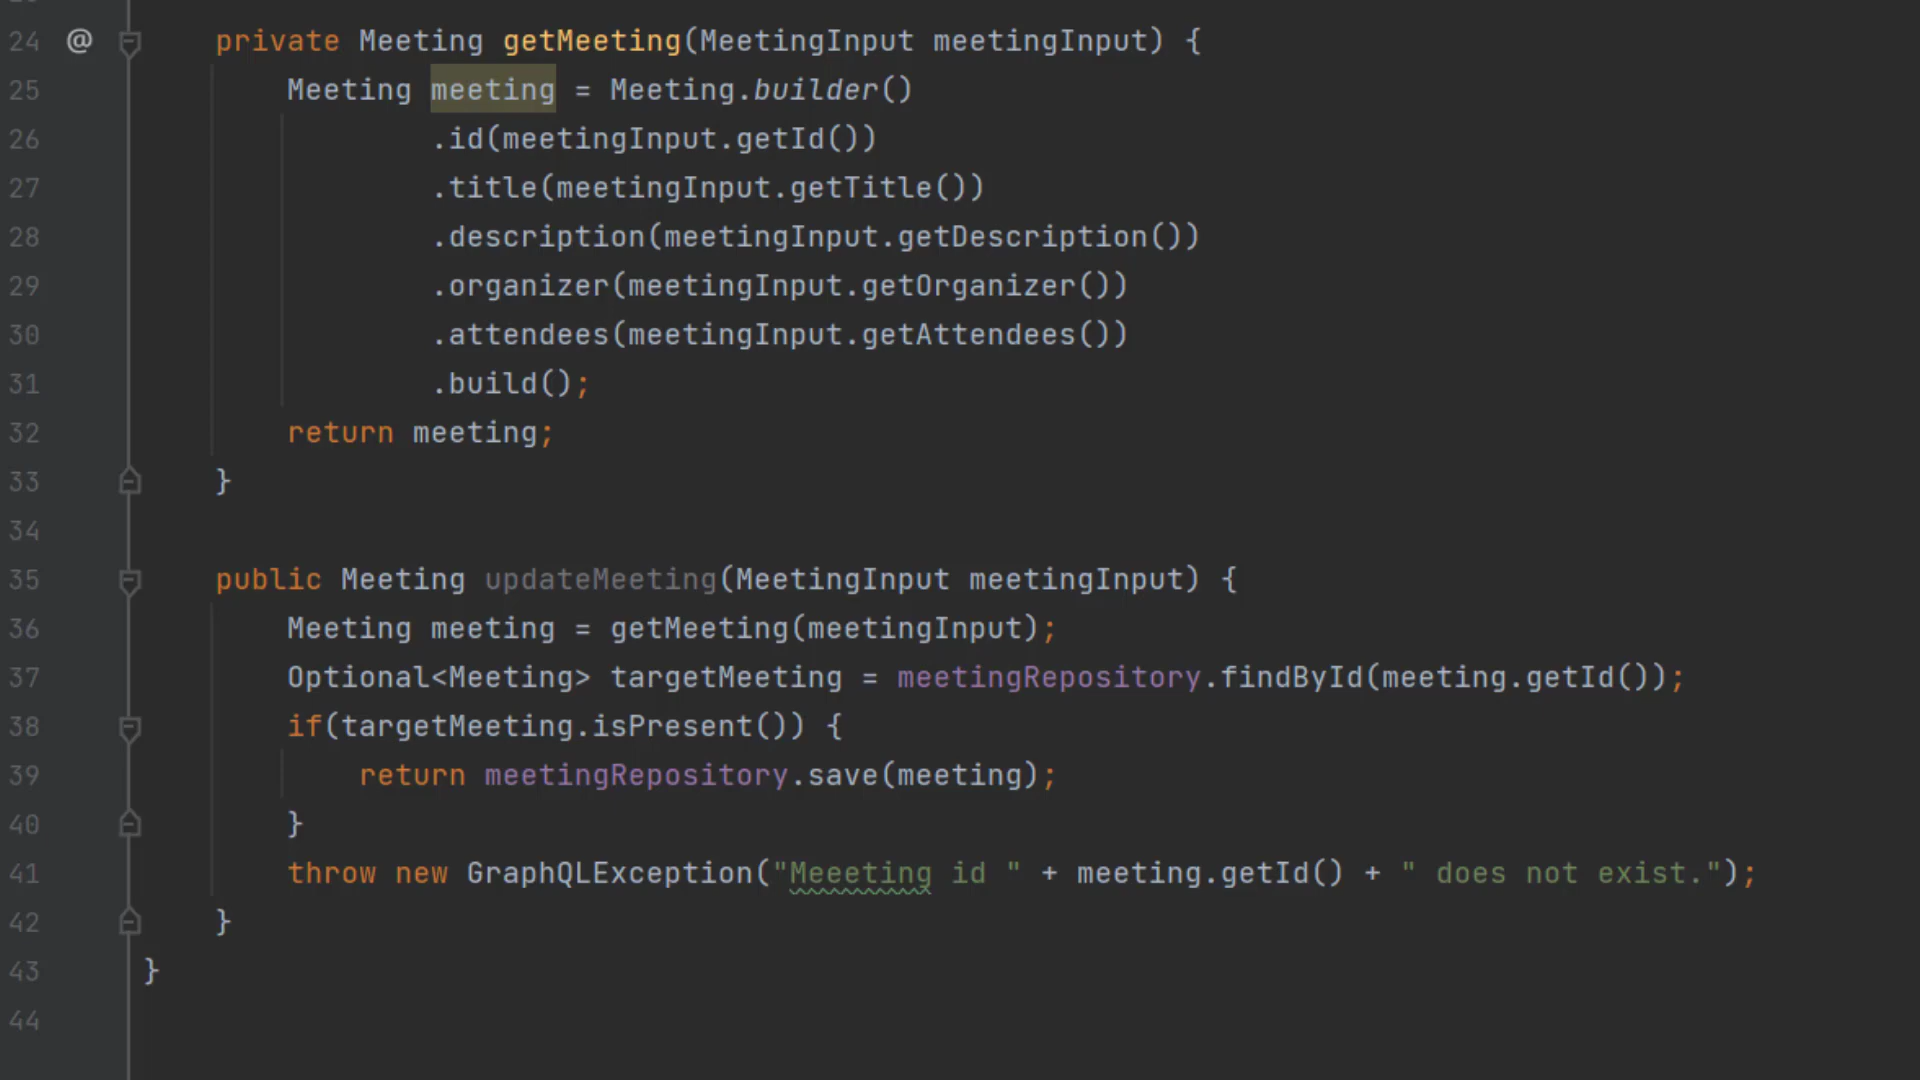 24 @ private Meeting getMeeting(MeetingInput meetingInput) {
25 Meeting meeting = Meeting.builder()
26 .id(meetingInput.getId())
27 .title(meetingInput.getTitle())
28 .description(meetingInput.getDescription())
29 .organizer(meetingInput.getOrganizer())
30 .attendees(meetingInput.getAttendees())
31 .build();
32 return meeting;
33 }
34
35 public Meeting updateMeeting(MeetingInput meetingInput) {
36 Meeting meeting = getMeeting(meetingInput);
37 Optional<Meeting> targetMeeting = meetingRepository.findById(meeting.getId());
38 if(targetMeeting.isPresent()) {
39 return meetingRepository.save(meeting);
40 }
41 throw new GraphQLException("Meeeting id " + meeting.getId() + " does not exist.");
42 }
43 }
44